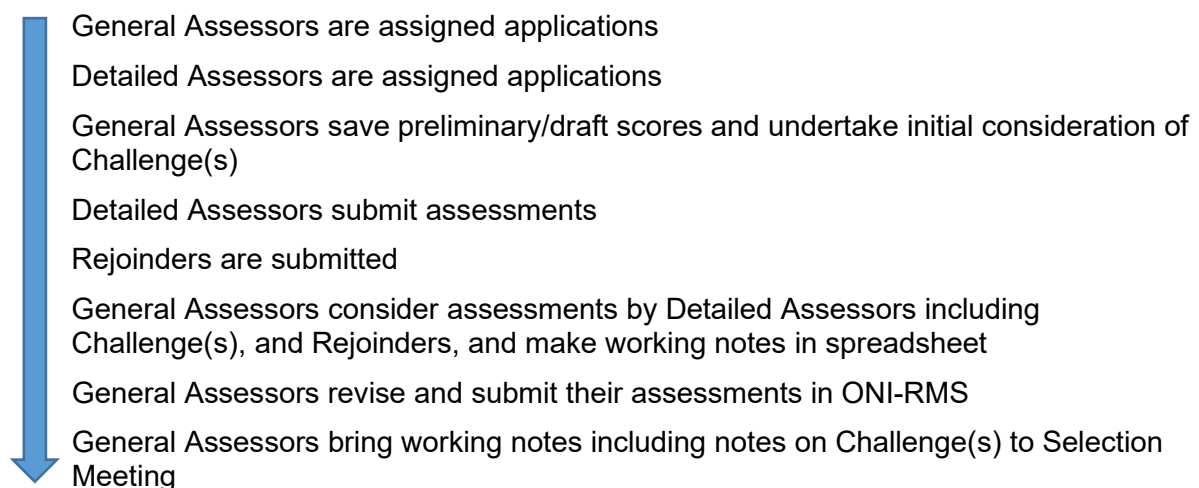 General Assessors are assigned applications
Detailed Assessors are assigned applications
General Assessors save preliminary/draft scores and undertake initial consideration of
Challenge(s)
Detailed Assessors submit assessments
Rejoinders are submitted
General Assessors consider assessments by Detailed Assessors including
Challenge(s), and Rejoinders, and make working notes in spreadsheet
General Assessors revise and submit their assessments in ONI-RMS
General Assessors bring working notes including notes on Challenge(s) to Selection
Meeting